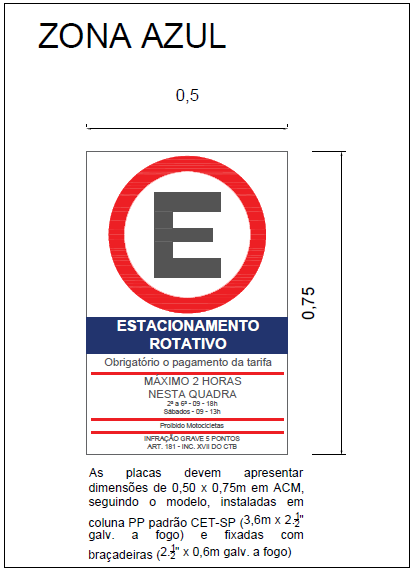 ZONA AZUL
0,5
0,75
E
ESTACIONAMENTO
ROTATIVO
Obrigatório o pagamento da tarifa
MÁXIMO 2 HORAS
NESTA QUADRA
2ª a 6ª - 09 - 18h
Sábados - 09 - 13h
Proibido Motocicletas
INFRAÇÃO GRAVE 5 PONTOS
ART. 181 - INC. XVII DO CTB
As placas devem apresentar
dimensões de 0,50 x 0,75m em ACM,
seguindo o modelo, instaladas em
coluna PP padrão CET-SP (3,6m x 2.½"
galv. a fogo) e fixadas com
braçadeiras (2.½" x 0,6m galv. a fogo)